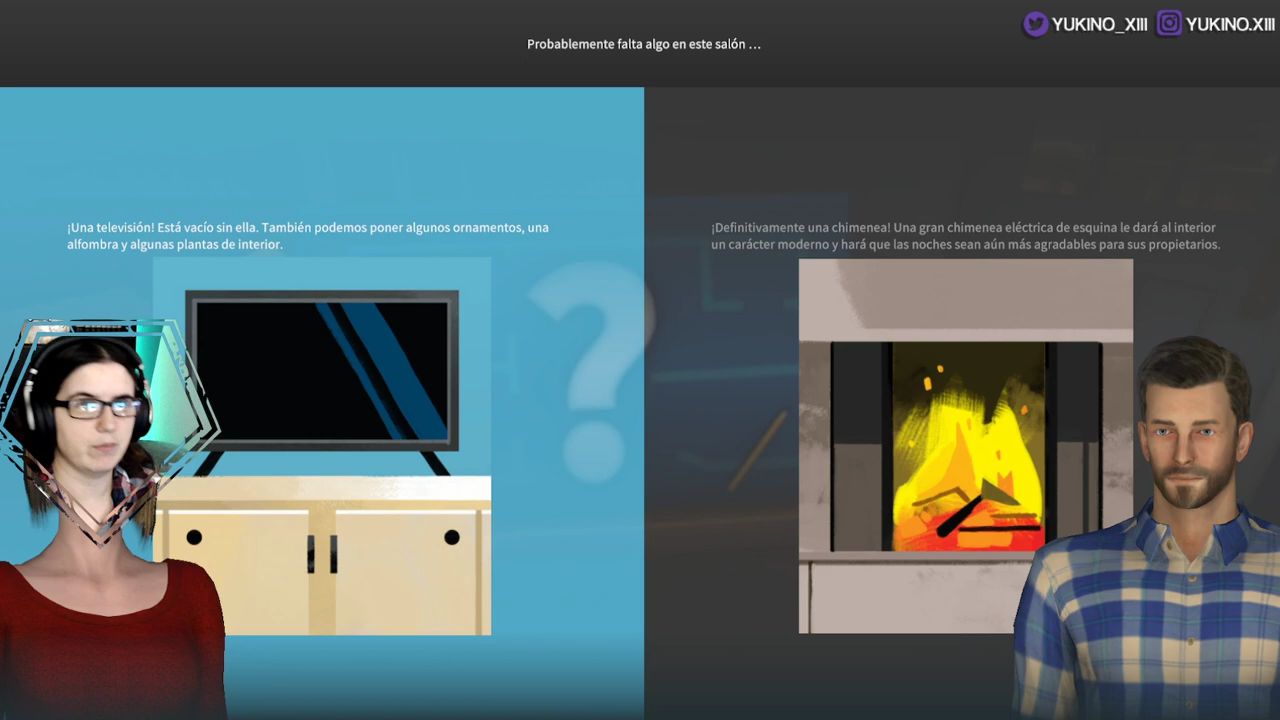 Probablemente falta algo en este salón ...
YUKINO_XIII YUKINO.XIII
¡Una televisión! Está vacío sin ella. También podemos poner algunos ornamentos, una
alfombra y algunas plantas de interior.
¡Definitivamente una chimenea! Una gran chimenea eléctrica de esquina le dará al interior
un carácter moderno y hará que las noches sean aún más agradables para sus propietarios.
?